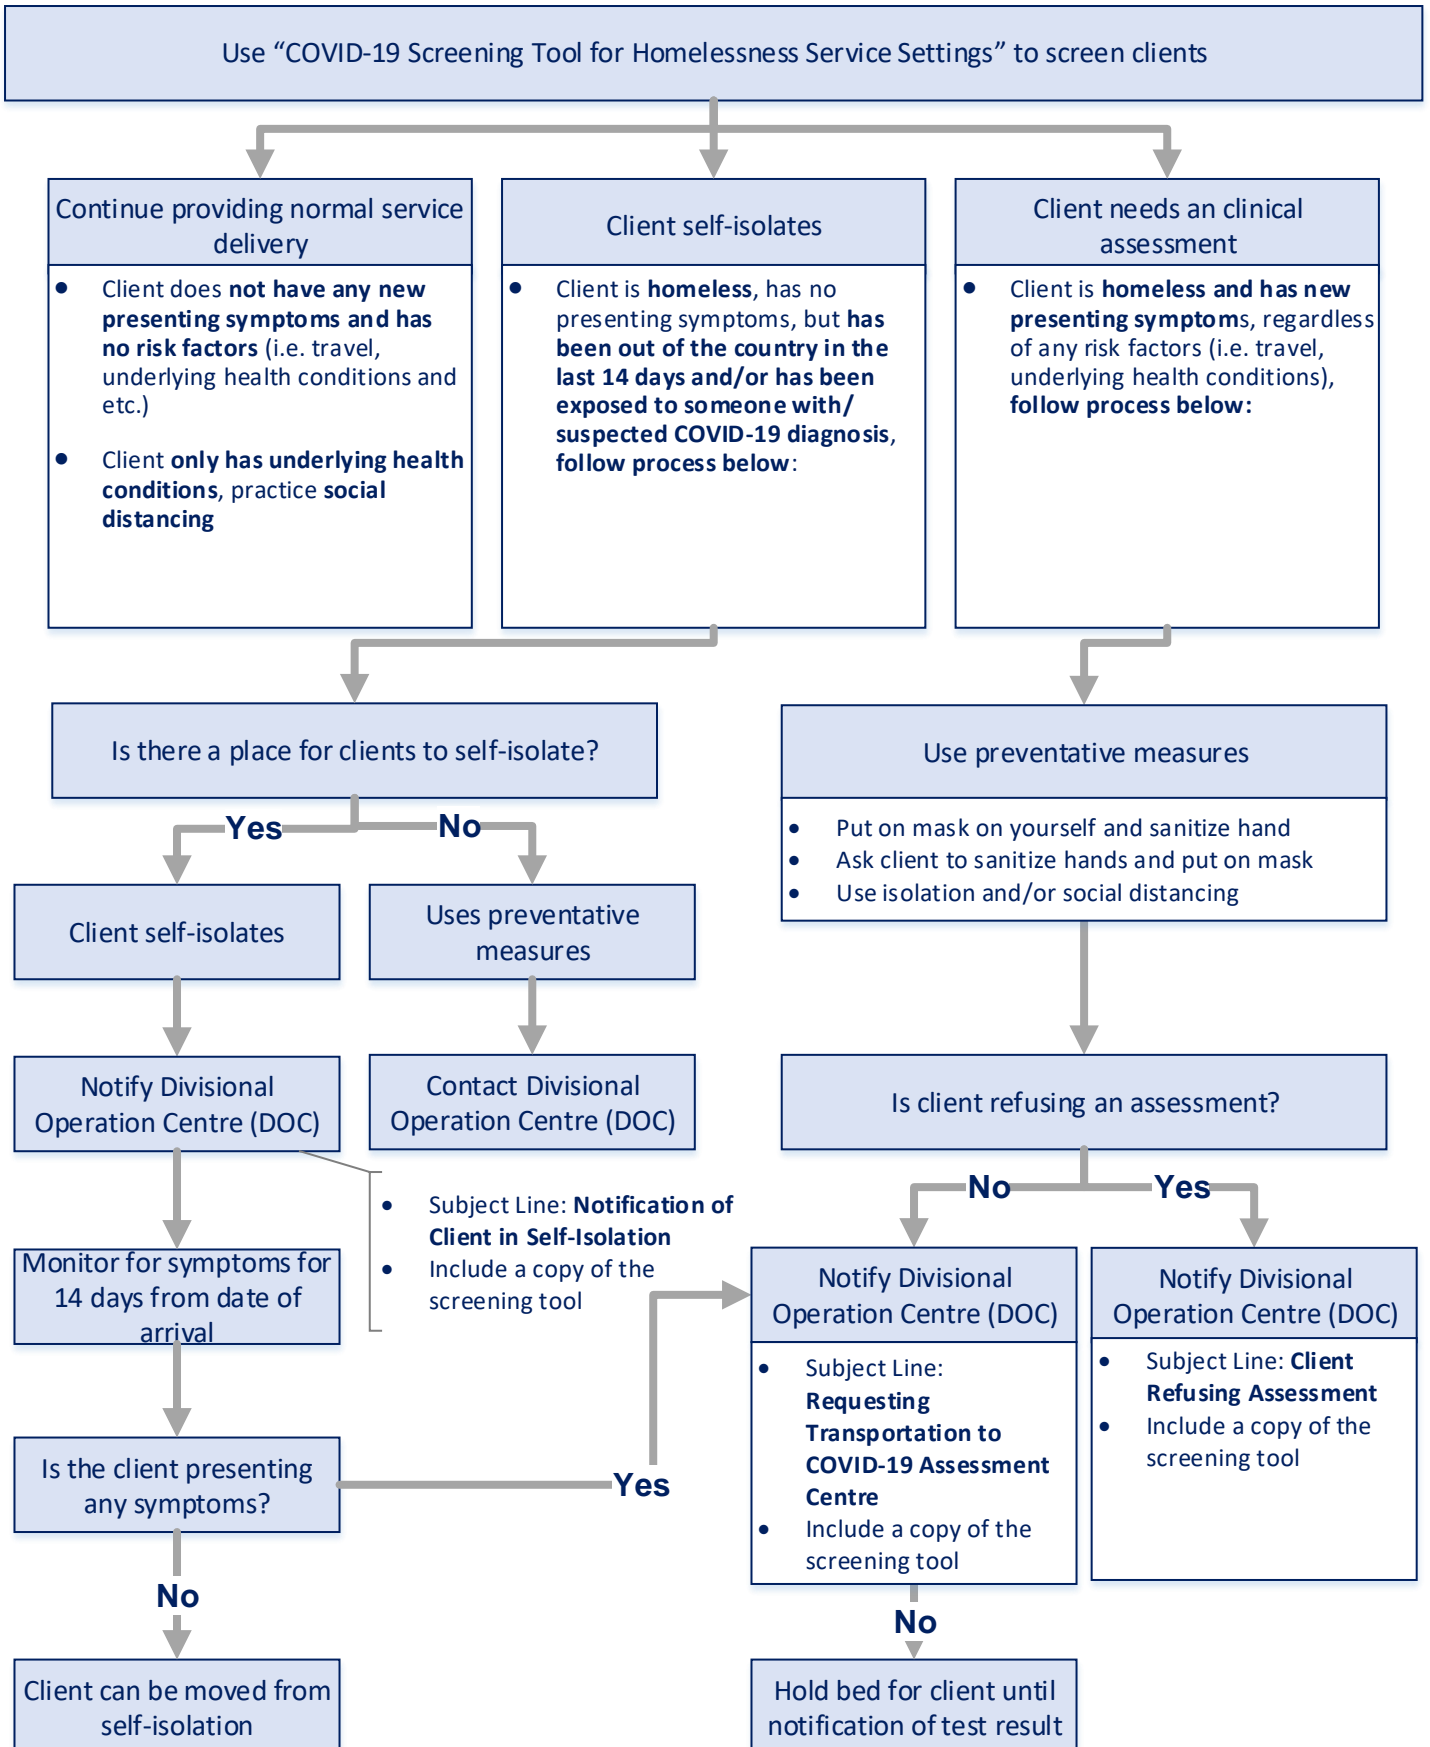 Use “COVID-19 Screening Tool for Homelessness Service Settings” to screen clients
Continue providing normal service
delivery
• Client does not have any new
presenting symptoms and has
no risk factors (i.e. travel,
underlying health conditions and
etc.)
• Client only has underlying health
conditions, practice social
distancing
Client self-isolates
• Client is homeless, has no
presenting symptoms, but has
been out of the country in the
last 14 days and/or has been
exposed to someone with/
suspected COVID-19 diagnosis,
follow process below:
Client needs an clinical
assessment
• Client is homeless and has new
presenting symptoms, regardless
of any risk factors (i.e. travel,
underlying health conditions),
follow process below:
Is there a place for clients to self-isolate?
Yes
No
Client self-isolates
Uses preventative
measures
Notify Divisional
Operation Centre (DOC)
Contact Divisional
Operation Centre (DOC)
• Subject Line: Notification of
Client in Self-Isolation
• Include a copy of the
screening tool
Monitor for symptoms for
14 days from date of
arrival
Is the client presenting
any symptoms?
Yes
No
Client can be moved from
self-isolation
Use preventative measures
• Put on mask on yourself and sanitize hand
• Ask client to sanitize hands and put on mask
• Use isolation and/or social distancing
Is client refusing an assessment?
No
Yes
Notify Divisional
Operation Centre (DOC)
• Subject Line:
Requesting
Transportation to
COVID-19 Assessment
Centre
• Include a copy of the
screening tool
Notify Divisional
Operation Centre (DOC)
• Subject Line: Client
Refusing Assessment
• Include a copy of the
screening tool
No
Hold bed for client until
notification of test result